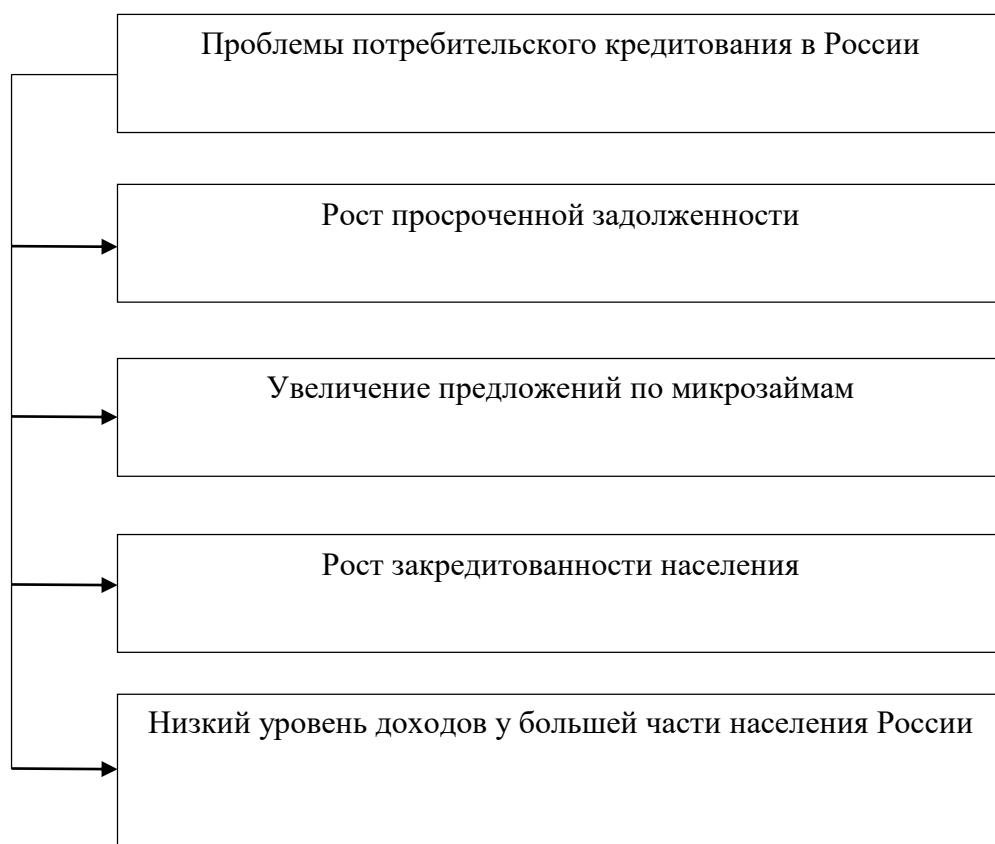 Проблемы потребительского кредитования в России
Рост просроченной задолженности
Увеличение предложений по микрозаймам
Рост закредитованности населения
Низкий уровень доходов у большей части населения России